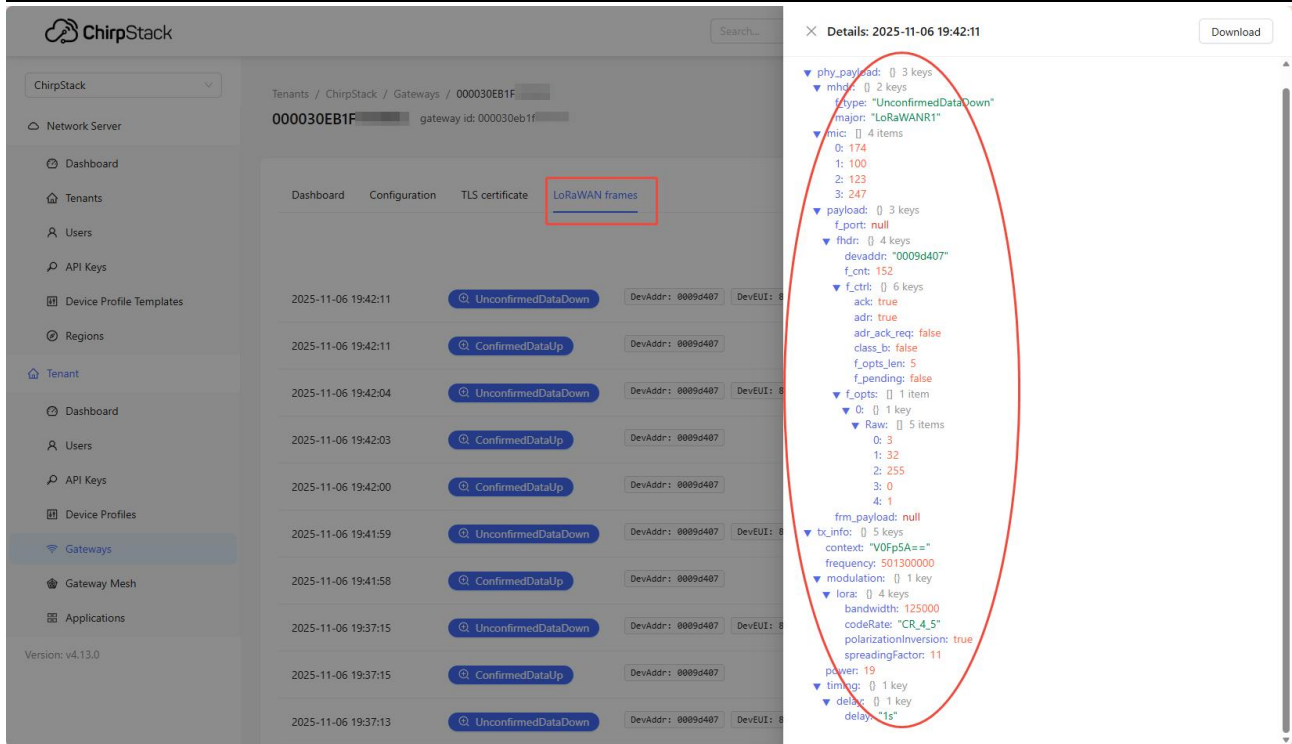 ChirpStack
Search...
Details: 2025-11-06 19:42:11
Download
ChirpStack
Network Server
Dashboard
Tenants
Users
API Keys
Device Profile Templates
Regions
Tenant
Dashboard
Users
API Keys
Device Profiles
Gateways
Gateway Mesh
Applications
Version: v4.13.0
Tenants / ChirpStack / Gateways / 000030EB1F
000030EB1F gateway id: 000030eb1f
Dashboard Configuration TLS certificate LoRaWAN frames
2025-11-06 19:42:11 UnconfirmedDataDown DevAddr: 0009d407 DevEUI: 8
2025-11-06 19:42:11 ConfirmedDataUp DevAddr: 0009d407
2025-11-06 19:42:04 UnconfirmedDataDown DevAddr: 0009d407 DevEUI: 8
2025-11-06 19:42:03 ConfirmedDataUp DevAddr: 0009d407
2025-11-06 19:42:00 ConfirmedDataUp DevAddr: 0009d407
2025-11-06 19:41:59 UnconfirmedDataDown DevAddr: 0009d407 DevEUI: 8
2025-11-06 19:41:58 ConfirmedDataUp DevAddr: 0009d407
2025-11-06 19:37:15 UnconfirmedDataDown DevAddr: 0009d407 DevEUI: 8
2025-11-06 19:37:15 ConfirmedDataUp DevAddr: 0009d407
2025-11-06 19:37:13 UnconfirmedDataDown DevAddr: 0009d407 DevEUI: 8
phy_payload: {} 3 keys
mhdr: {} 2 keys
f_type: "UnconfirmedDataDown"
major: "LoRaWANR1"
mic: [] 4 items
0: 174
1: 100
2: 123
3: 247
payload: {} 3 keys
f_port: null
fhdr: {} 4 keys
devaddr: "0009d407"
f_cnt: 152
f_ctrl: {} 6 keys
ack: true
adr: true
adr_ack_req: false
class_b: false
f_opts_len: 5
f_pending: false
f_opts: [] 1 item
0: {} 1 key
Raw: [] 5 items
0: 3
1: 32
2: 255
3: 0
4: 1
frm_payload: null
tx_info: {} 5 keys
context: "V0Fp5A=="
frequency: 501300000
modulation: {} 1 key
lora: {} 4 keys
bandwidth: 125000
codeRate: "CR_4_5"
polarizationInversion: true
spreadingFactor: 11
power: 19
timing: {} 1 key
delay: {} 1 key
delay: "1s"